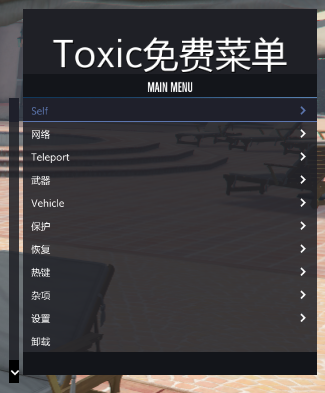 Toxic免费菜单
MAIN MENU
Self
网络
Teleport
武器
Vehicle
保护
恢复
热键
杂项
设置
卸载